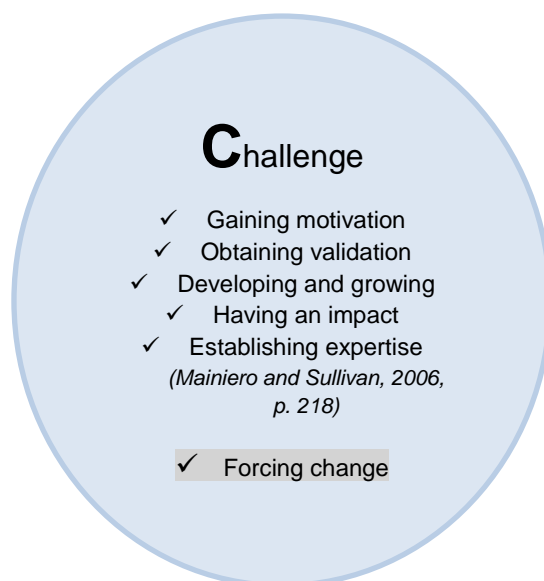 Challenge
✓ Gaining motivation
✓ Obtaining validation
✓ Developing and growing
✓ Having an impact
✓ Establishing expertise
(Mainiero and Sullivan, 2006,
p. 218)
✓ Forcing change